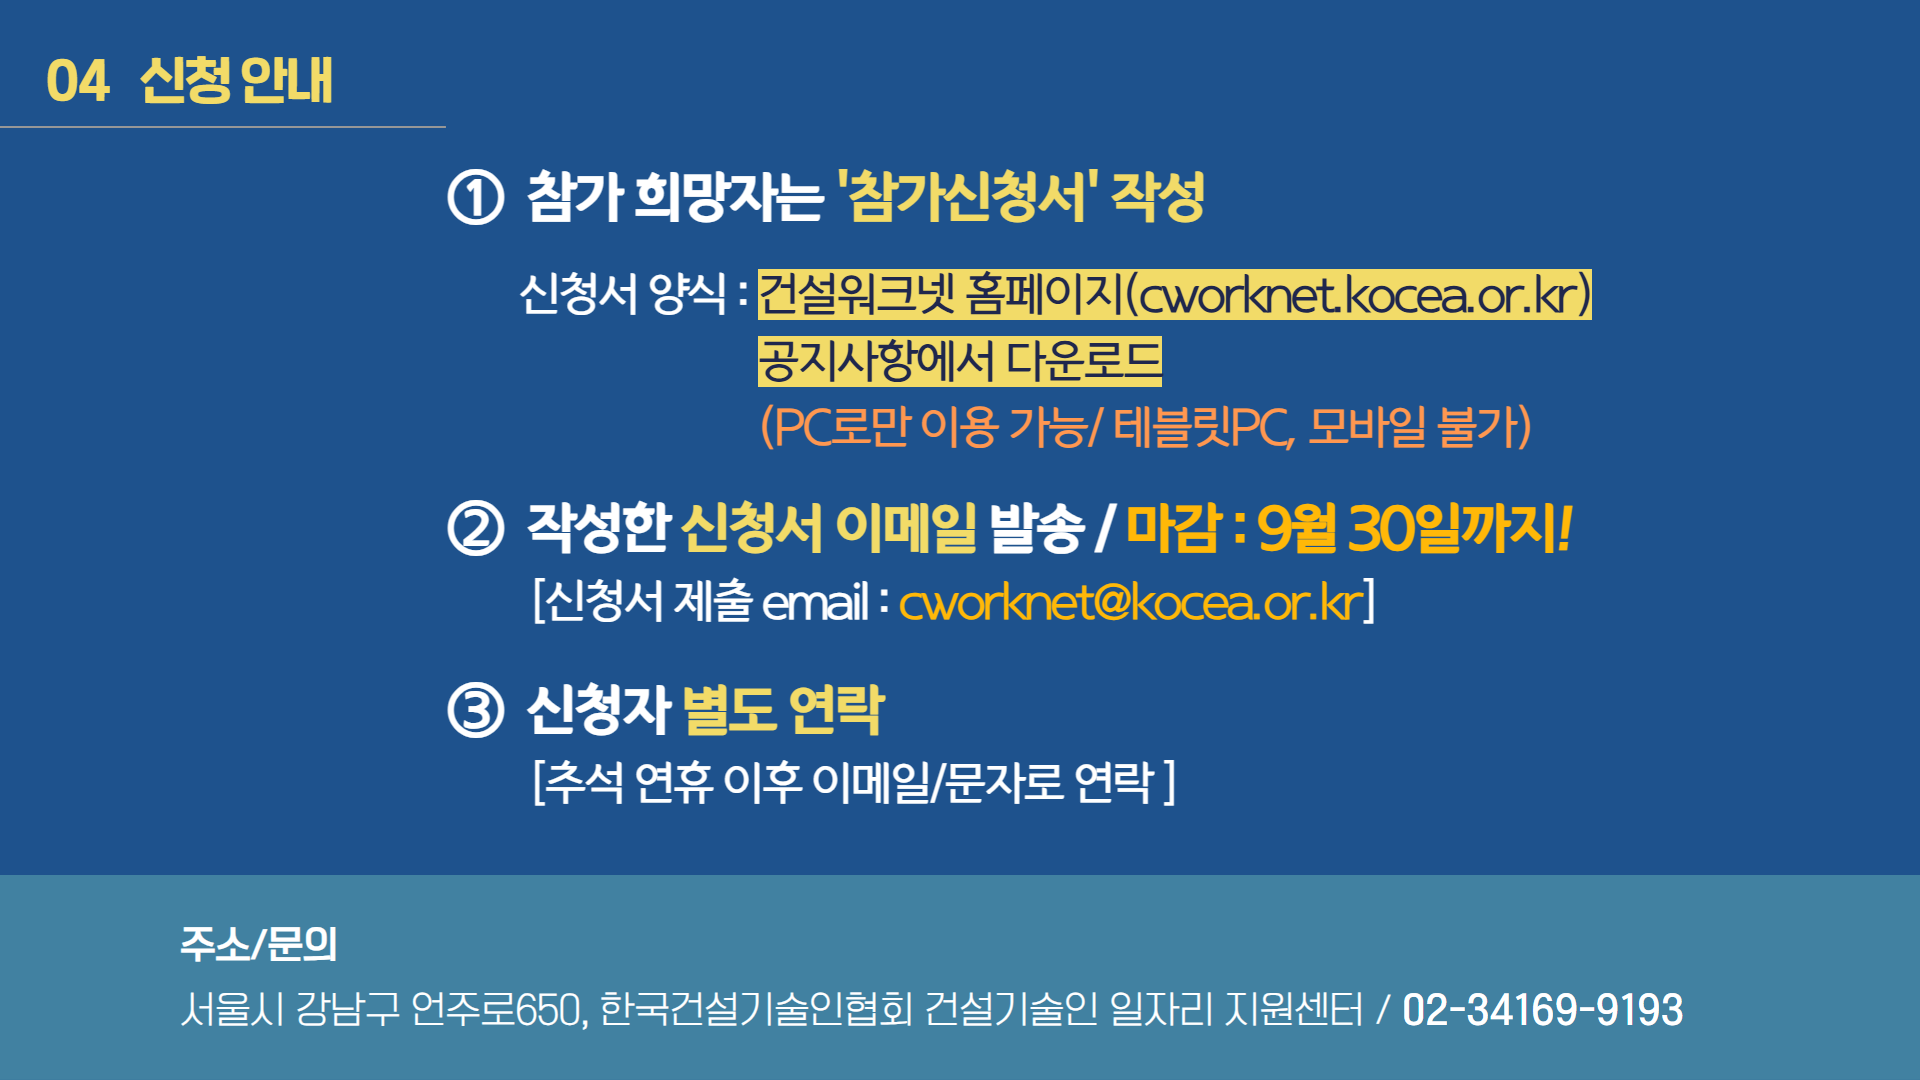 04 신청 안내
① 참가 희망자는 '참가신청서' 작성
신청서 양식 : 건설워크넷 홈페이지(cworknet.kocea.or.kr)
공지사항에서 다운로드
(PC로만 이용 가능/ 테블릿PC, 모바일 불가)
② 작성한 신청서 이메일 발송 / 마감 : 9월 30일까지!
[신청서 제출 email : cworknet@kocea.or.kr]
③ 신청자 별도 연락
[추석 연휴 이후 이메일/문자로 연락 ]
주소/문의
서울시 강남구 언주로650, 한국건설기술인협회 건설기술인 일자리 지원센터 / 02-34169-9193